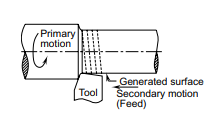 Primary
motion
Generated surface
Tool
Secondary motion
(Feed)